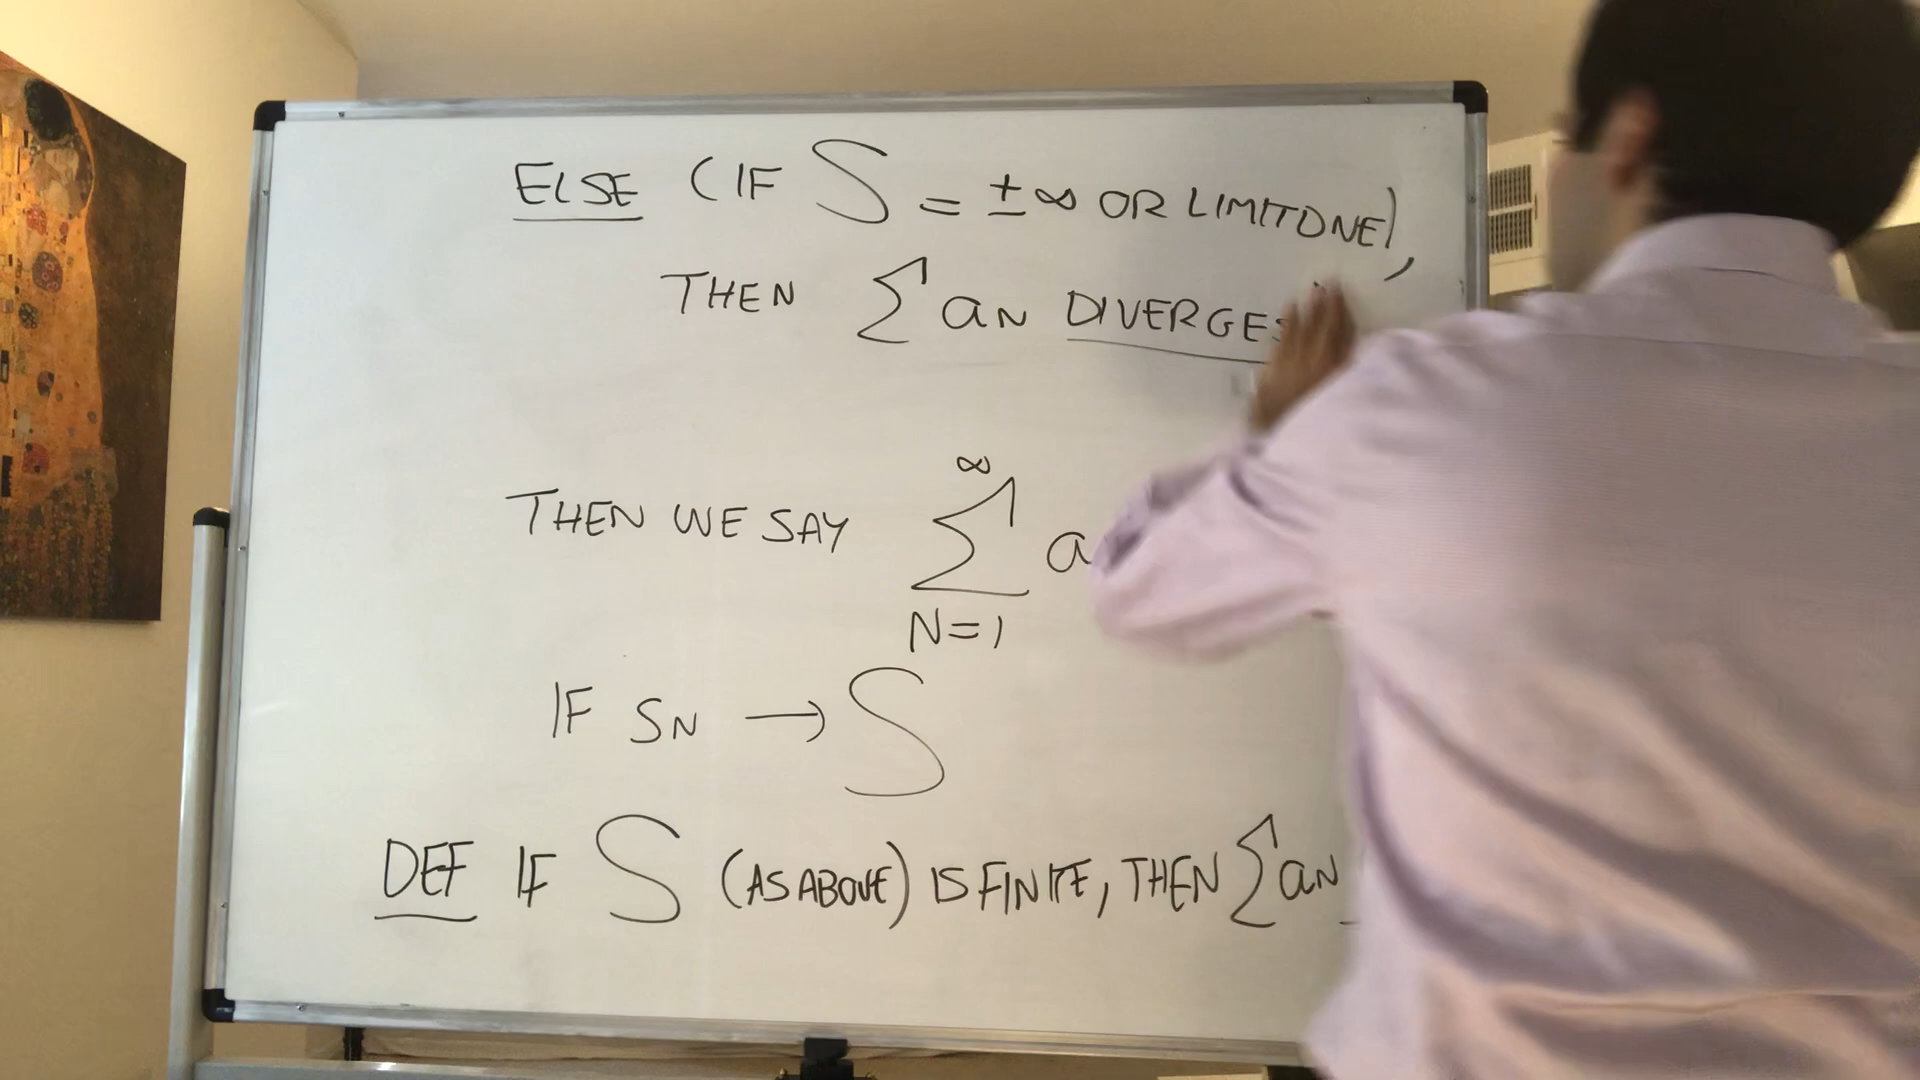 ELSE (IF S = ± ∞ OR LIMIT DNE),
THEN Σ an DIVERGES
∞
THEN WE SAY Σ a
N=1
IF SN → S
DEF IF S (AS ABOVE) IS FINITE, THEN Σ an